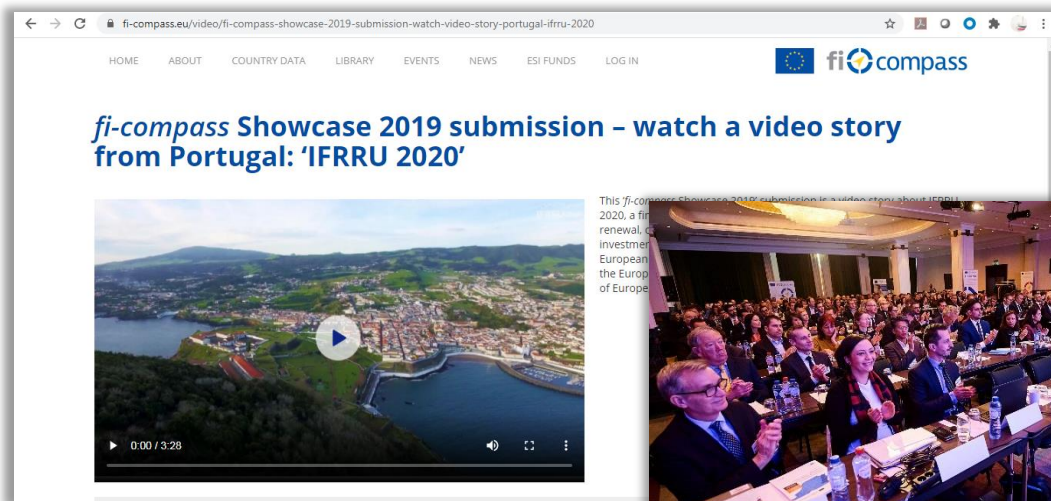 fi-compass.eu/video/fi-compass-showcase-2019-submission-watch-video-story-portugal-ifrru-2020
HOME ABOUT COUNTRY DATA LIBRARY EVENTS NEWS ESI FUNDS LOG IN
fi compass
fi-compass Showcase 2019 submission – watch a video story
from Portugal: ‘IFRRU 2020’
This ‘fi-compass Showcase 2019’ submission is a video story about IFRRU
2020, a fin
renewal, c
investmen
European
the Europ
of Europe
0:00 / 3:28